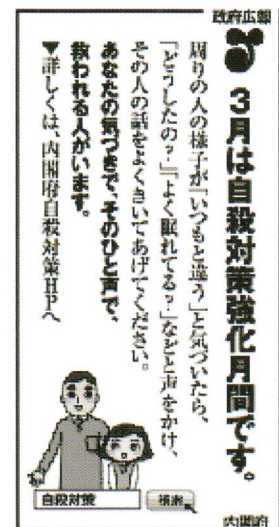 政府広報
3月は自殺対策強化月間です。
周りの人の様子が「いつもと違う」と気づいたら、
「どうしたの?」「よく眠れてる?」などと声をかけ、
その人の話をよくきいてあげてください。
あなたの気づきで、そのひと声で、
救われる人がいます。
▼詳しくは、内閣府自殺対策HPへ
自殺対策
検索
内閣府